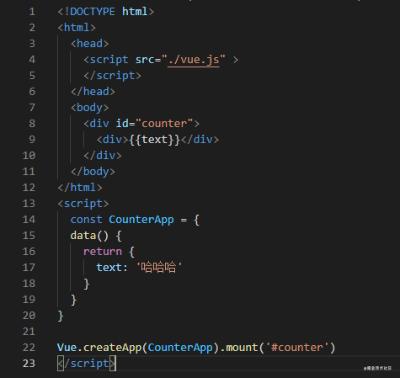 1 <!DOCTYPE html>
2 <html>
3 <head>
4 <script src="./vue.js" >
5 </script>
6 </head>
7 <body>
8 <div id="counter">
9 <div>{{text}}</div>
10 </div>
11 </body>
12 </html>
13 <script>
14 const CounterApp = {
15 data() {
16 return {
17 text: '哈哈哈'
18 }
19 }
20 }
21
22 Vue.createApp(CounterApp).mount('#counter')
23 </script>
@稀土掘金技术社区